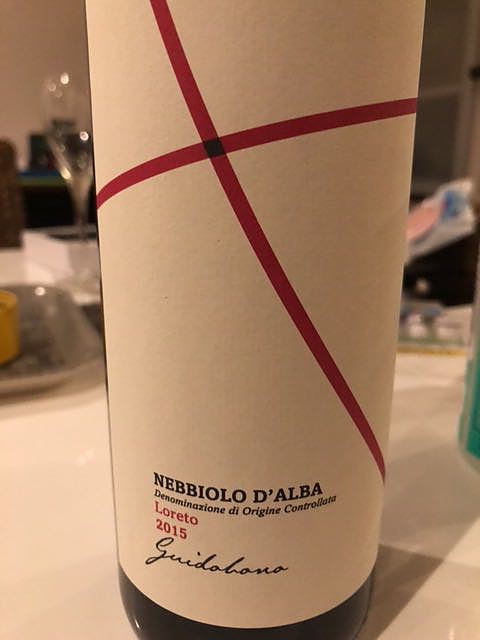 NEBBIOLO D'ALBA
Denominazione di Origine Controllata
Loreto
2015
Guidobono